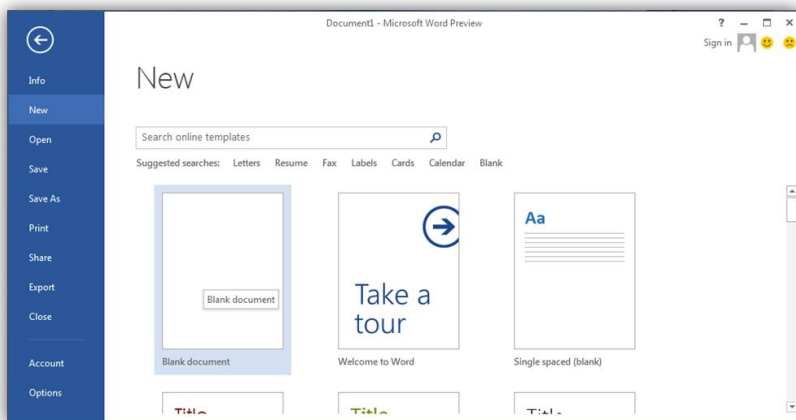 Document1 - Microsoft Word Preview
?
Sign in
Info
New
Open
Save
Save As
Print
Share
Export
Close
Account
Options
New
Search online templates
Suggested searches: Letters Resume Fax Labels Cards Calendar Blank
Blank document
Blank document
Take a
tour
Welcome to Word
Aa
Single spaced (blank)
Title Title Title